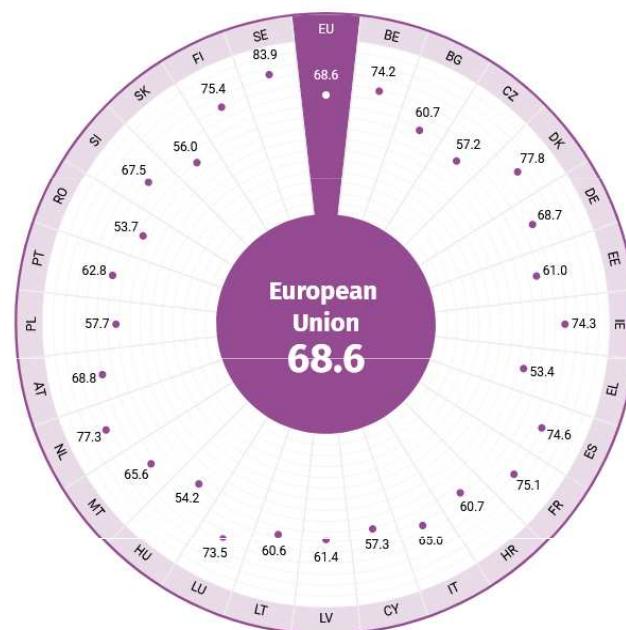 EU
68.6
BE
74.2
BG
60.7
CZ
57.2
DK
77.8
DE
68.7
EE
61.0
IE
74.3
EL
53.4
ES
74.6
FR
75.1
HR
60.7
IT
65.0
CY
57.3
LV
61.4
LT
60.6
LU
73.5
HU
54.2
MT
65.6
NL
77.3
AT
68.8
PL
57.7
PT
62.8
RO
53.7
SI
67.5
SK
56.0
FI
75.4
SE
83.9
European
Union
68.6